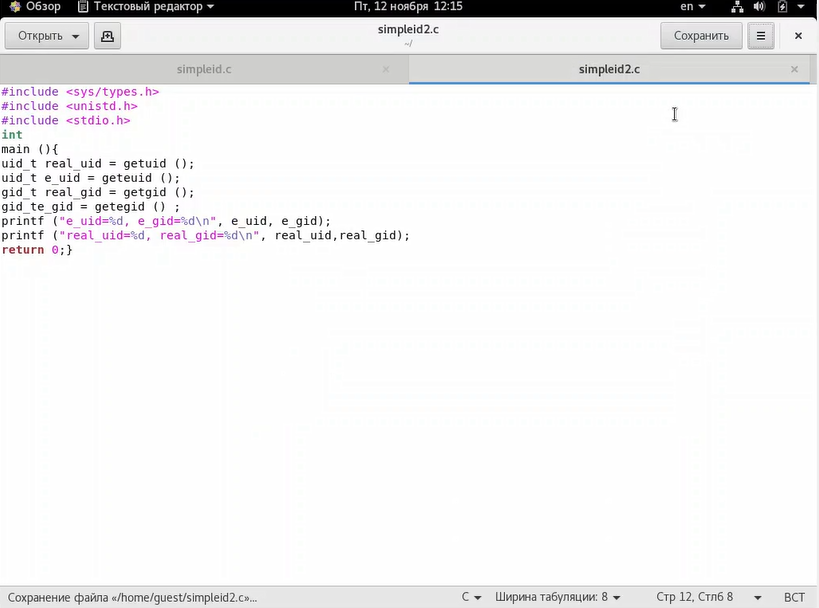 Обзор Текстовый редактор Пт, 12 ноября 12:15 en
Открыть simpleid2.c Сохранить
~/
simpleid.c simpleid2.c
#include <sys/types.h>
#include <unistd.h>
#include <stdio.h>
int
main (){
uid_t real_uid = getuid ();
uid_t e_uid = geteuid ();
gid_t real_gid = getgid ();
gid_te_gid = getegid () ;
printf ("e_uid=%d, e_gid=%d\n", e_uid, e_gid);
printf ("real_uid=%d, real_gid=%d\n", real_uid,real_gid);
return 0;}
Сохранение файла «/home/guest/simpleid2.c»... C Ширина табуляции: 8 Стр 12, Стлб 8 ВСТ